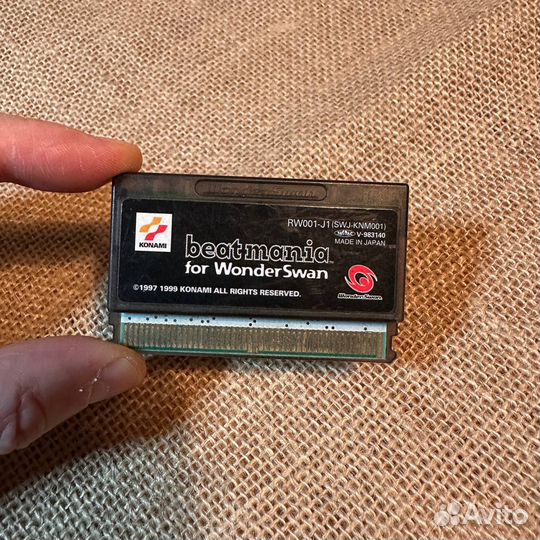 WonderSwan
RW001-J1 (SWJ-KNM001)
V-983140
MADE IN JAPAN
KONAMI
beatmania
for WonderSwan
WonderSwan
©1997 1999 KONAMI ALL RIGHTS RESERVED.
Avito